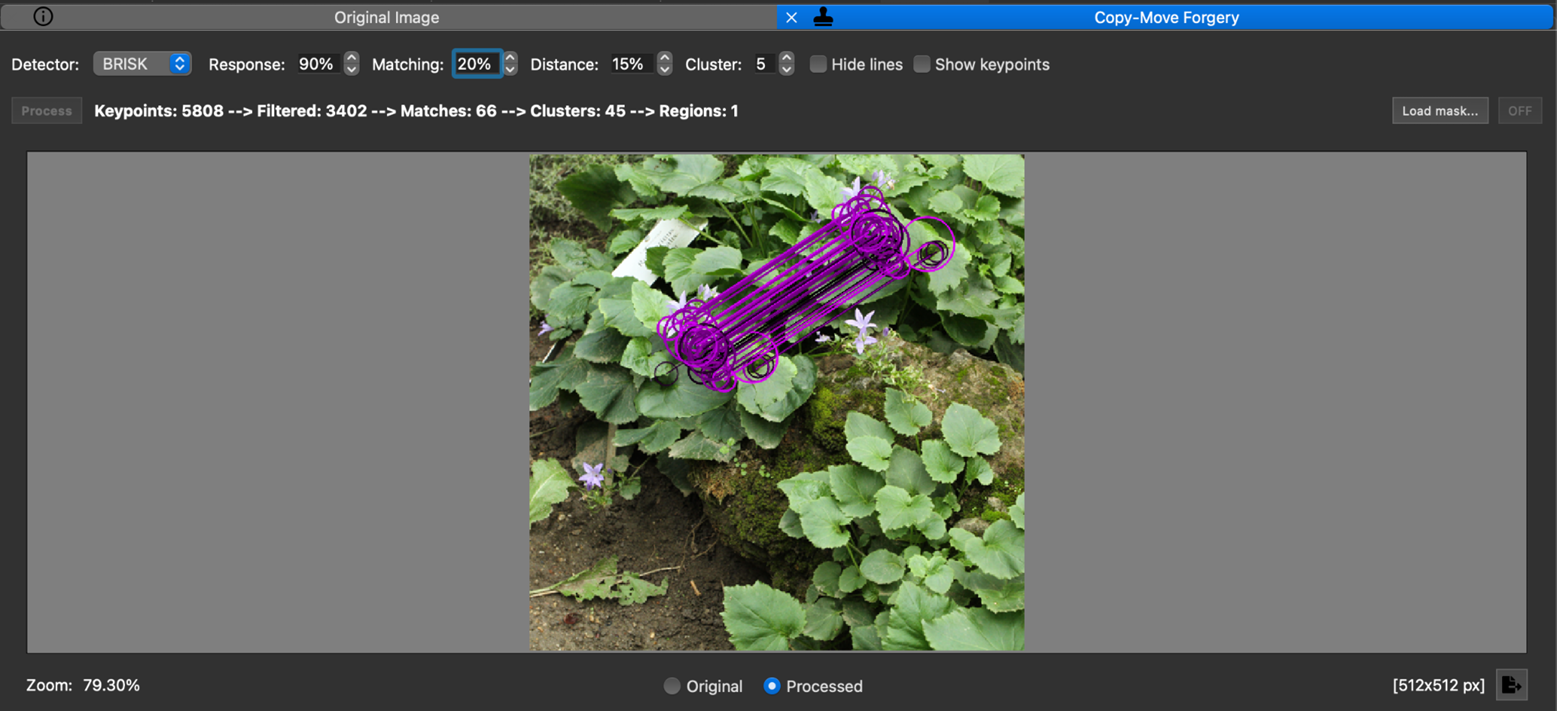 Original Image
Copy-Move Forgery
Detector: BRISK Response: 90% Matching: 20% Distance: 15% Cluster: 5 Hide lines Show keypoints
Process Keypoints: 5808 --> Filtered: 3402 --> Matches: 66 --> Clusters: 45 --> Regions: 1 Load mask... OFF
Zoom: 79.30% Original Processed [512x512 px]